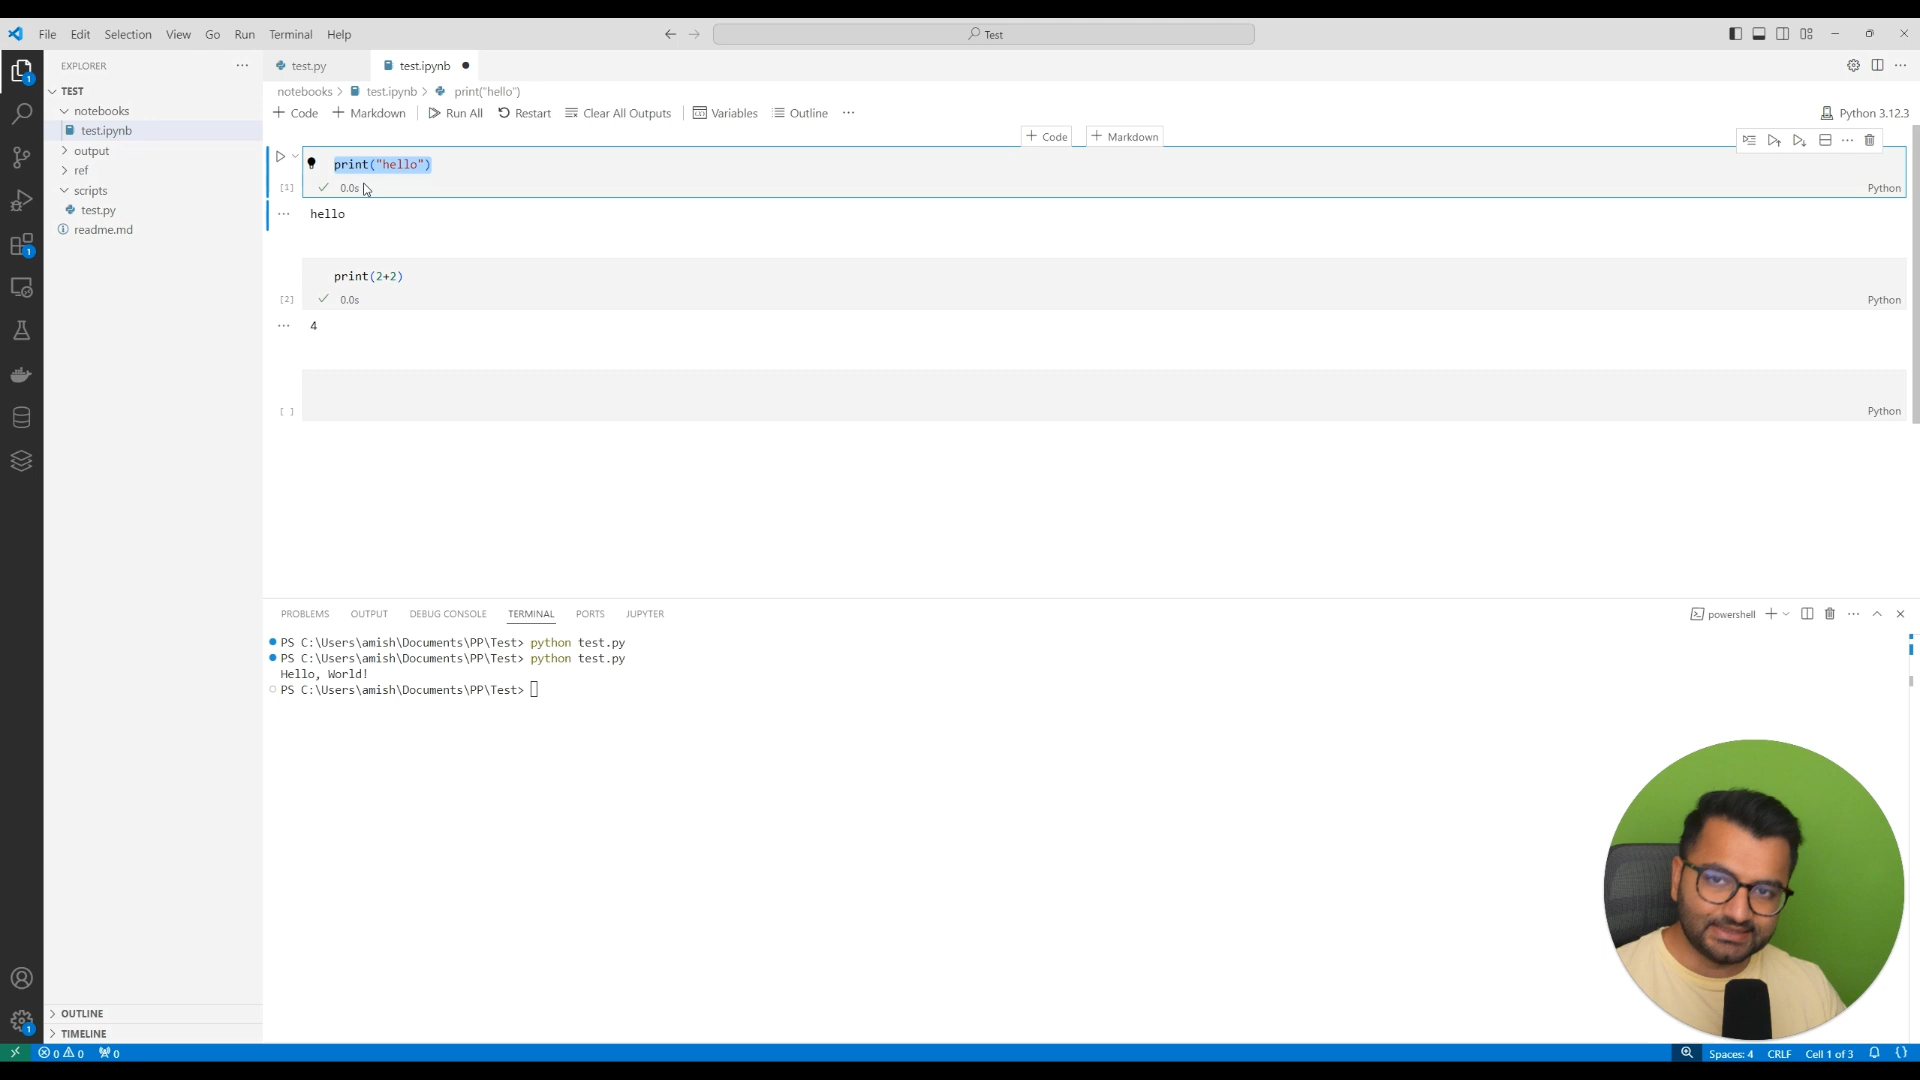 File Edit Selection View Go Run Terminal Help
Test
EXPLORER
test.py
test.ipynb
TEST
notebooks
test.ipynb
output
ref
scripts
test.py
readme.md
notebooks > test.ipynb > print("hello")
+ Code + Markdown Run All Restart Clear All Outputs Variables Outline ...
Python 3.12.3
+ Code + Markdown
print("hello")
[1] 0.0s Python
hello
print(2+2)
[2] 0.0s Python
4
[ ] Python
PROBLEMS OUTPUT DEBUG CONSOLE TERMINAL PORTS JUPYTER
powershell
PS C:\Users\amish\Documents\PP\Test> python test.py
PS C:\Users\amish\Documents\PP\Test> python test.py
Hello, World!
PS C:\Users\amish\Documents\PP\Test>
OUTLINE
TIMELINE
1
1
1
0 0 0
Spaces: 4 CRLF Cell 1 of 3